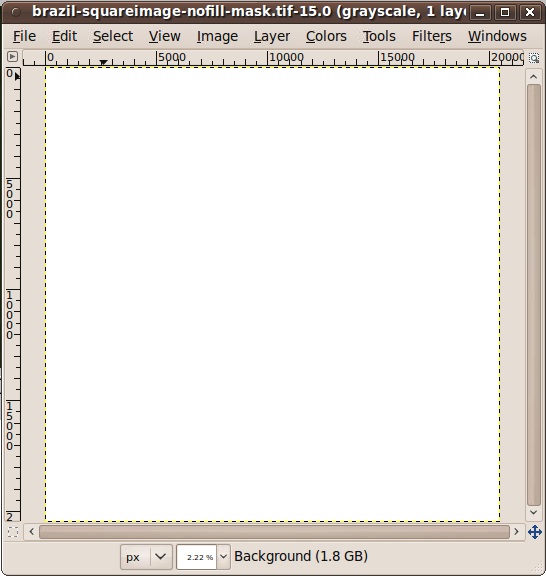 brazil-squareimage-nofill-mask.tif-15.0 (grayscale, 1 laye
File Edit Select View Image Layer Colors Tools Filters Windows
0 5000 10000 15000 20000
0
5000
10000
15000
2
px 2.22 % Background (1.8 GB)